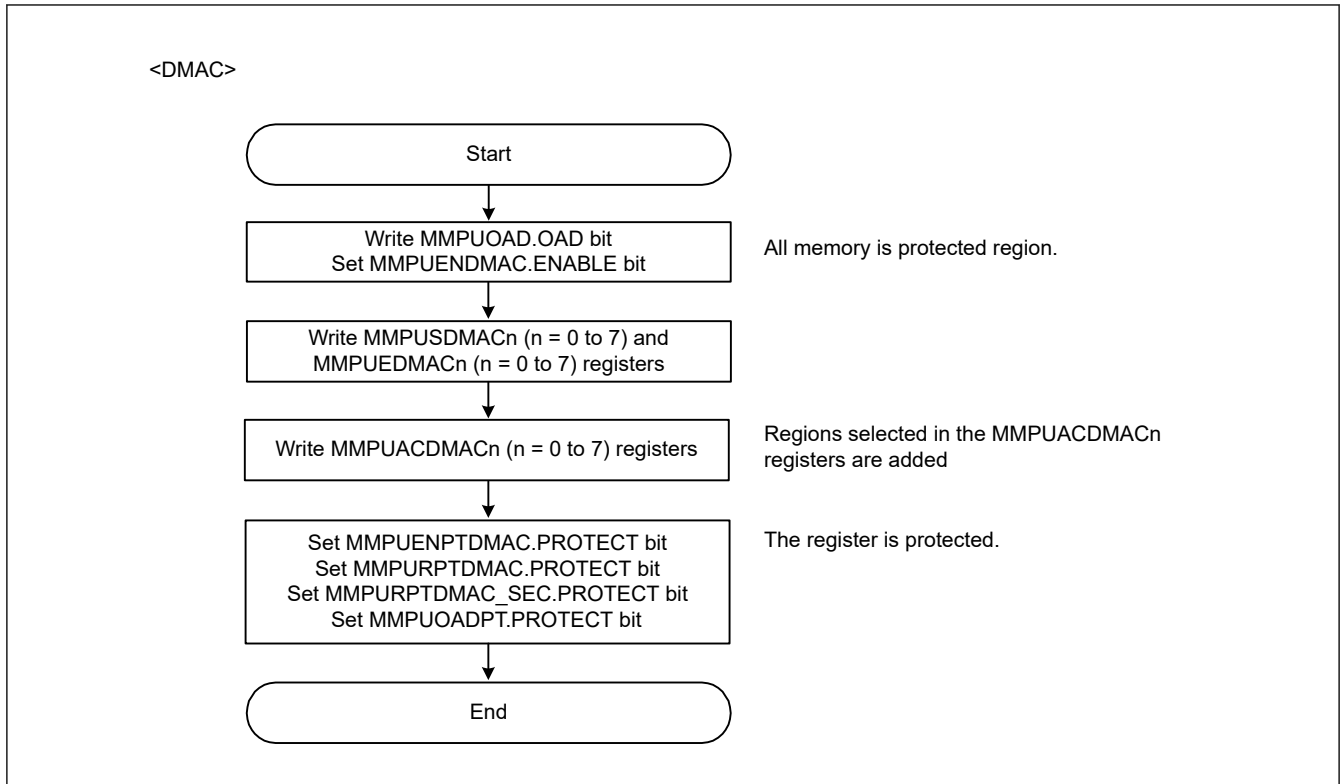 <DMAC>
Start
Write MMPUOAD.OAD bit
Set MMPUENDMAC.ENABLE bit
All memory is protected region.
Write MMPUSDMACn (n = 0 to 7) and
MMPUEDMACn (n = 0 to 7) registers
Write MMPUACDMACn (n = 0 to 7) registers
Regions selected in the MMPUACDMACn
registers are added
Set MMPUENPTDMAC.PROTECT bit
Set MMPURPTDMAC.PROTECT bit
Set MMPURPTDMAC_SEC.PROTECT bit
Set MMPUOADPT.PROTECT bit
The register is protected.
End